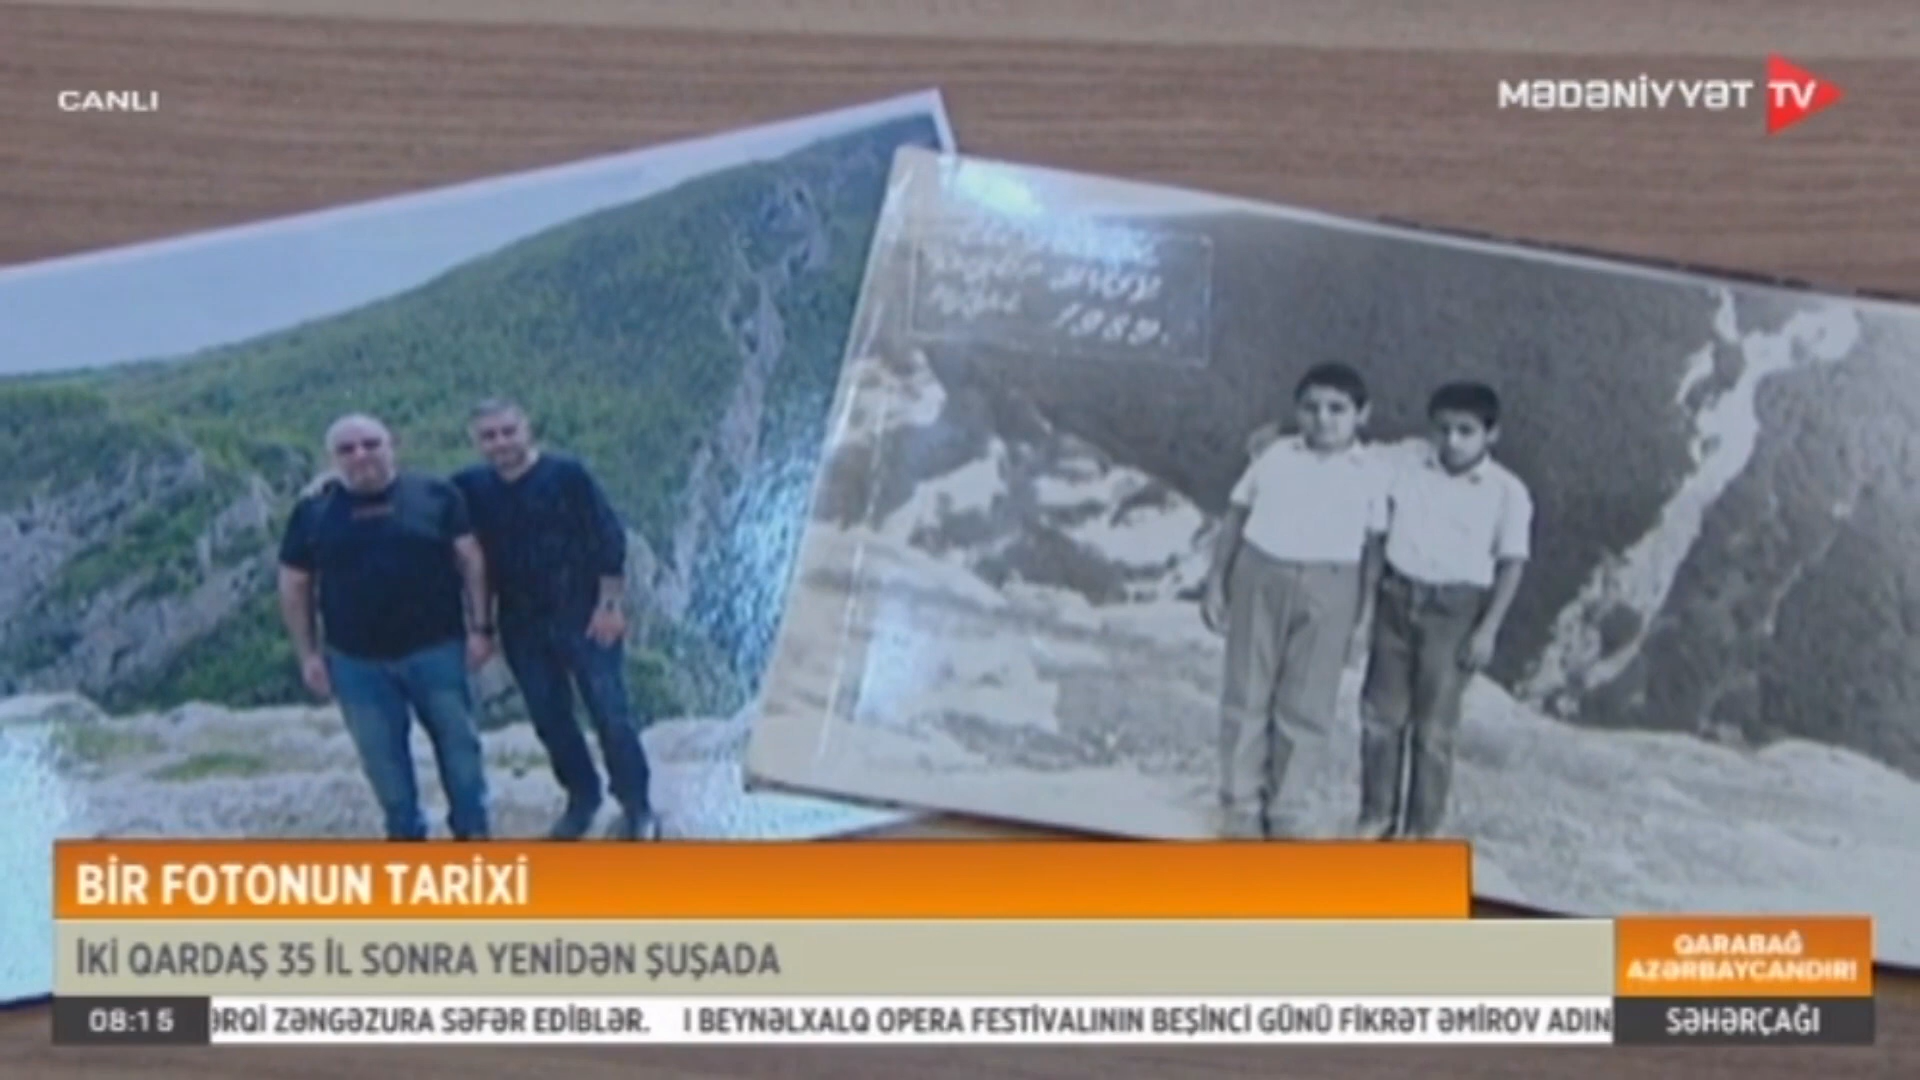 CANLI
MƏDƏNİYYƏT TV
1989.
BİR FOTONUN TARİXİ
İKİ QARDAŞ 35 İL SONRA YENİDƏN ŞUŞADA
QARABAĞ
AZƏRBAYCANDIR!
08:15
ƏRQİ ZƏNGƏZURA SƏFƏR EDİBLƏR. I BEYNƏLXALQ OPERA FESTİVALININ BEŞİNCİ GÜNÜ FİKRƏT ƏMİROV ADIN
SƏHƏRÇAĞI